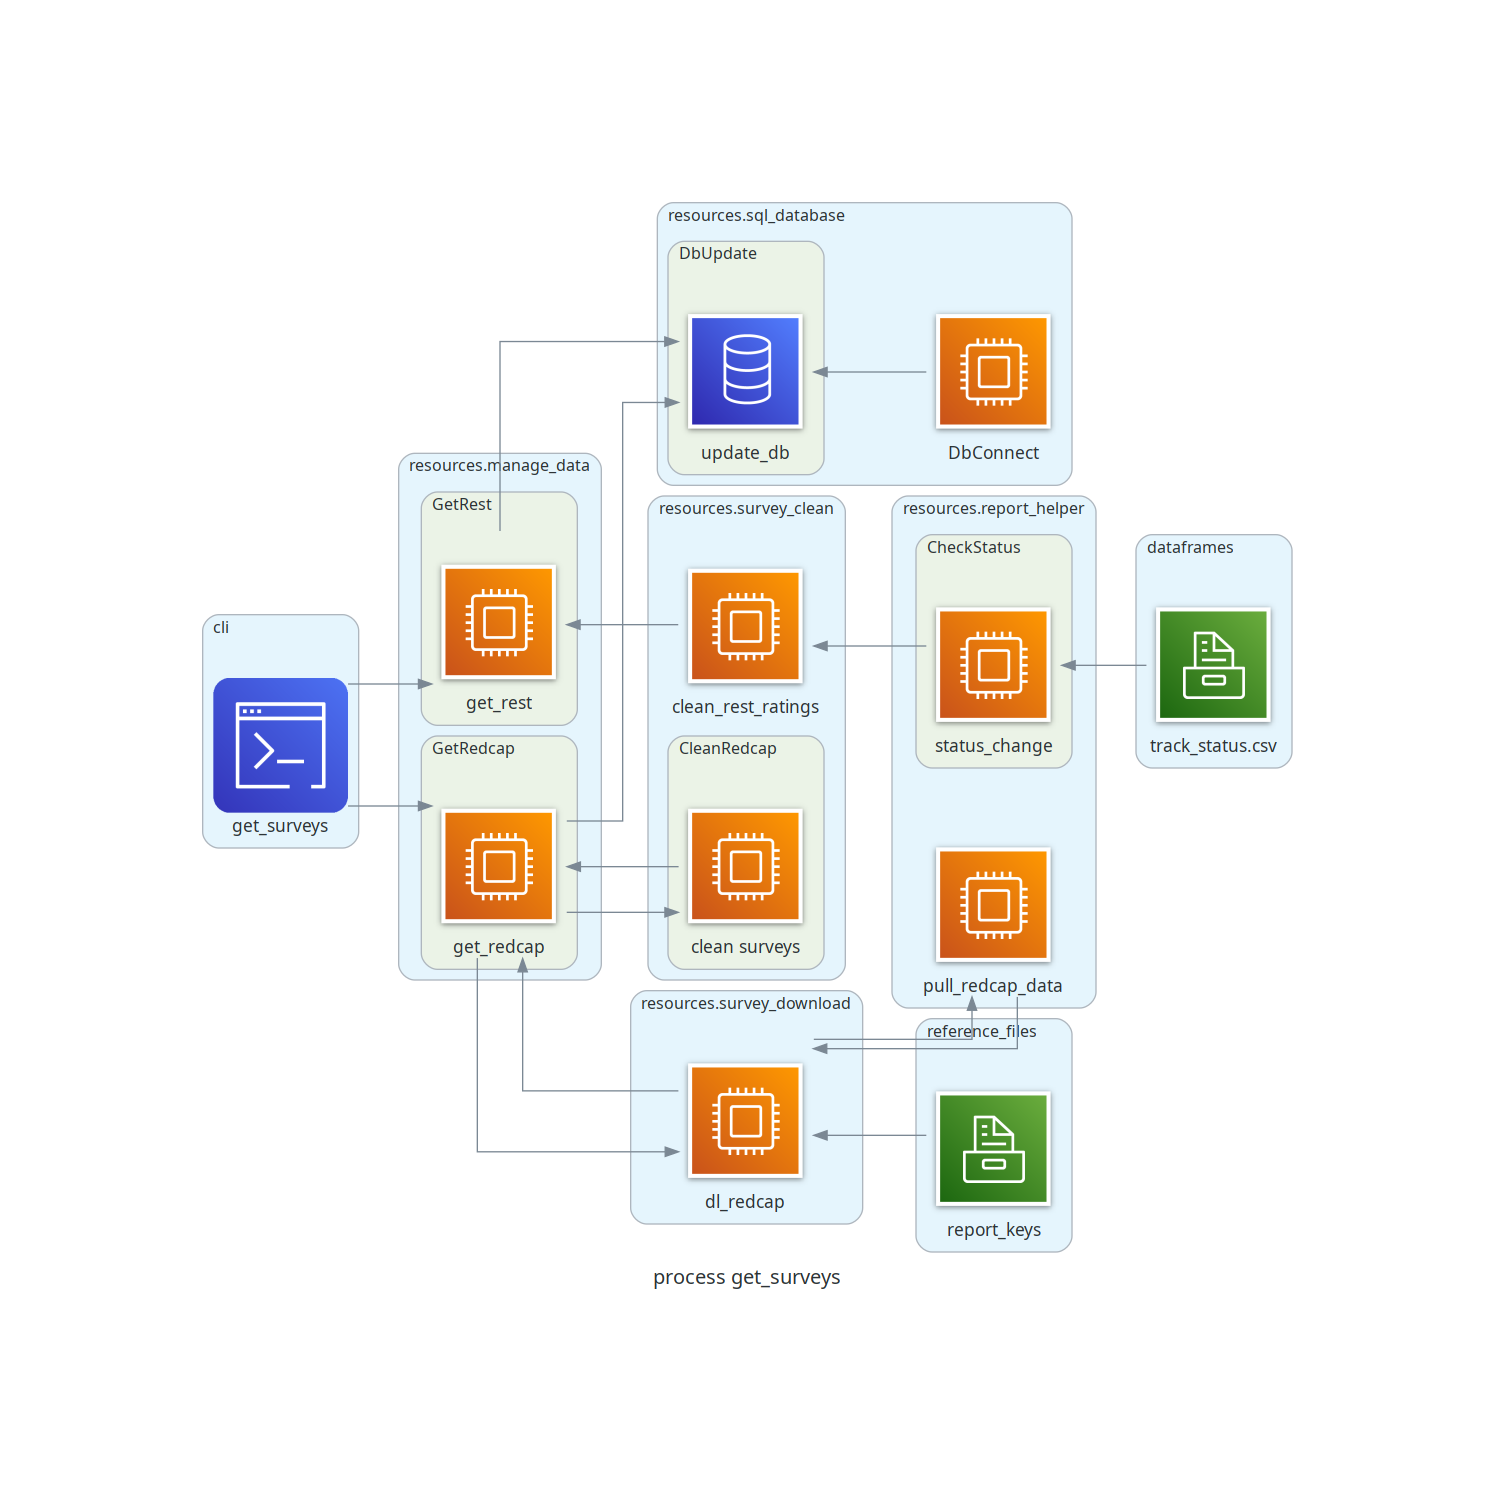 resources.sql_database
DbUpdate
update_db
DbConnect
resources.manage_data
GetRest
get_rest
GetRedcap
get_redcap
resources.survey_clean
clean_rest_ratings
CleanRedcap
clean surveys
resources.report_helper
CheckStatus
status_change
pull_redcap_data
dataframes
track_status.csv
cli
get_surveys
resources.survey_download
dl_redcap
reference_files
report_keys
process get_surveys